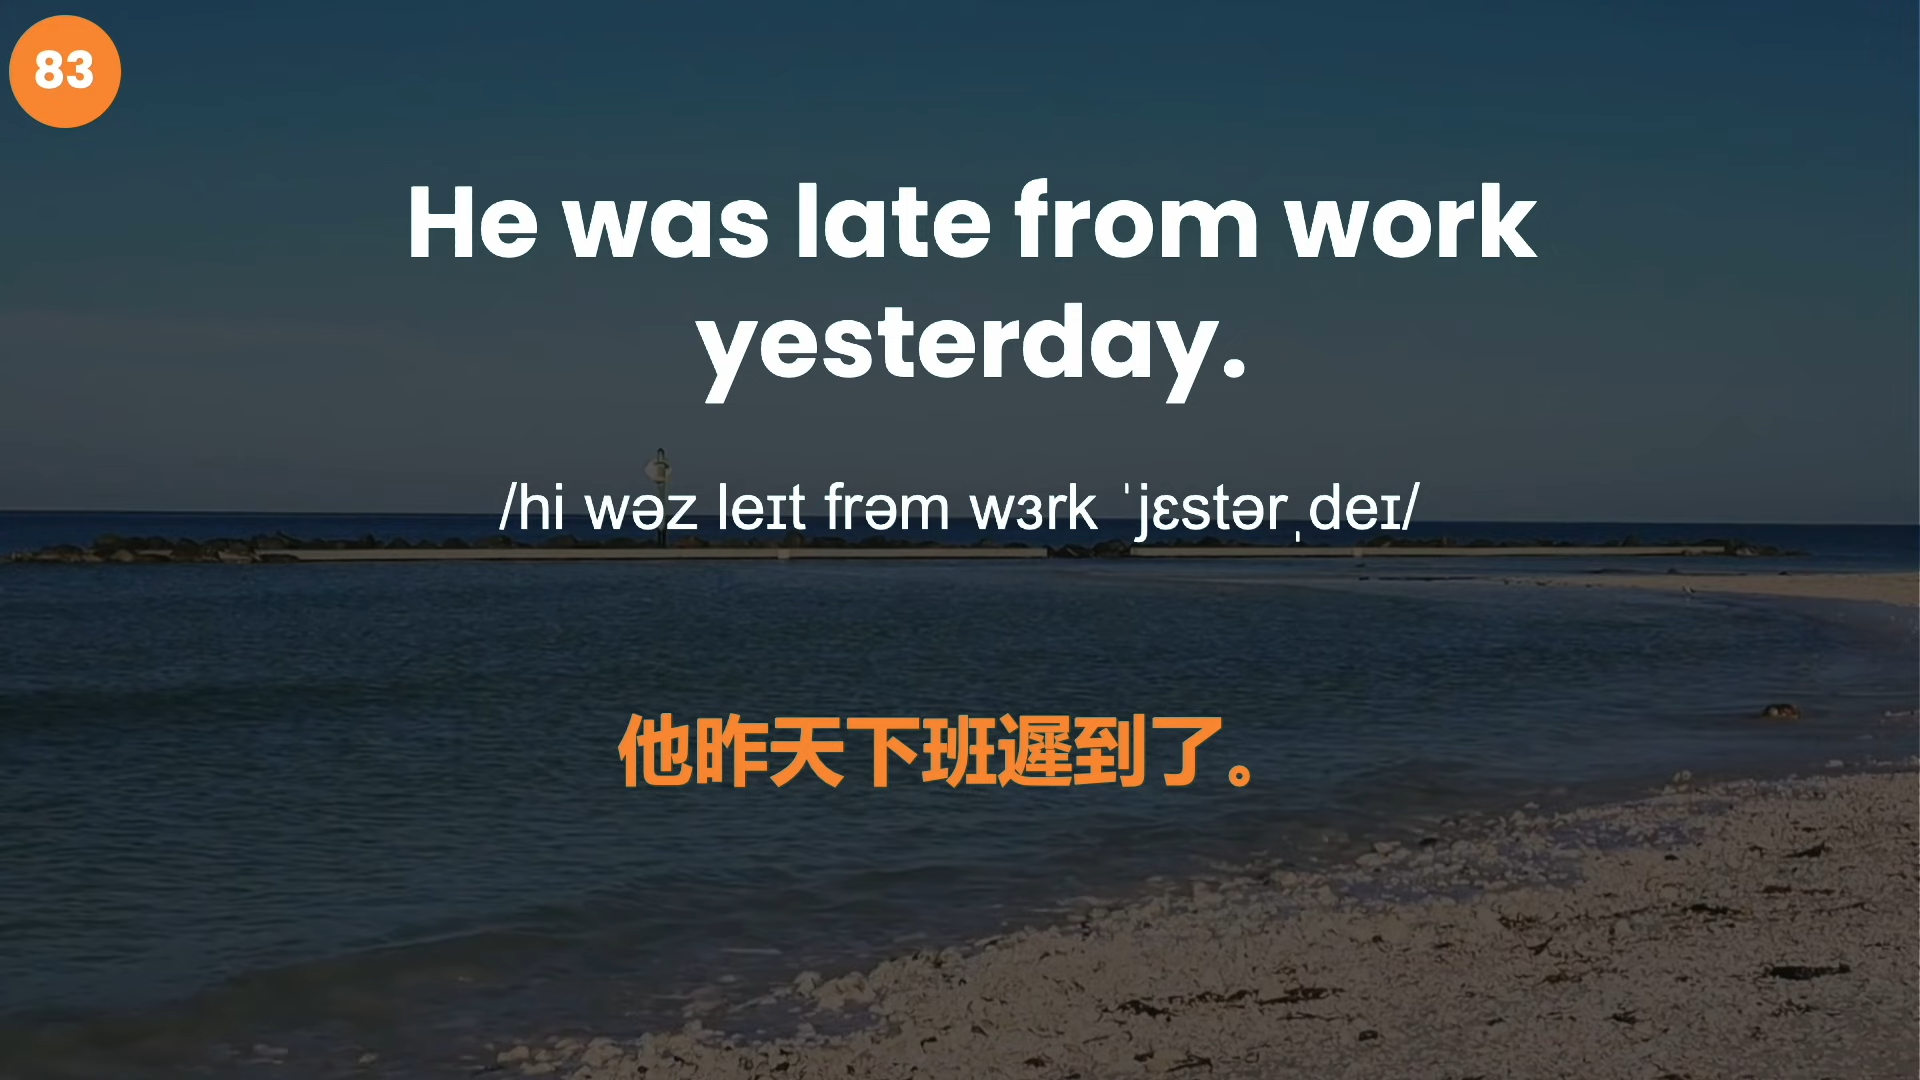 83
He was late from work
yesterday.
/hi wəz leɪt frəm wɜrk ˈjɛstərˌdeɪ/
他昨天下班遲到了。